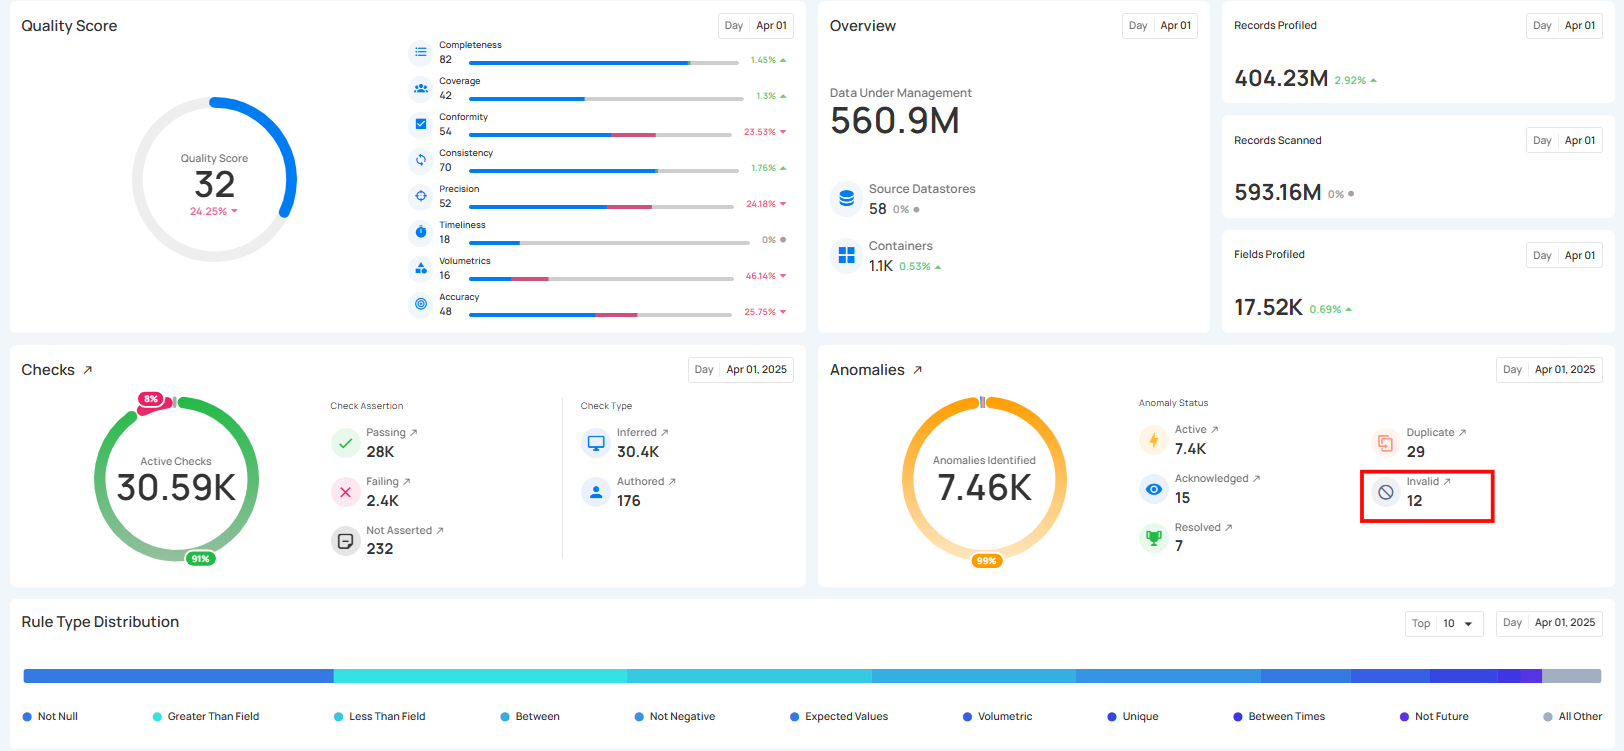 Quality Score
Day Apr 01
Quality Score
32
24.25%
Completeness
82
1.45%
Coverage
42
1.3%
Conformity
54
23.53%
Consistency
70
1.76%
Precision
52
24.18%
Timeliness
18
0%
Volumetrics
16
46.14%
Accuracy
48
25.75%
Overview
Day Apr 01
Data Under Management
560.9M
Source Datastores
58 0%
Containers
1.1K 0.53%
Records Profiled
Day Apr 01
404.23M 2.92%
Records Scanned
Day Apr 01
593.16M 0%
Fields Profiled
Day Apr 01
17.52K 0.69%
Checks
Day Apr 01, 2025
8%
Active Checks
30.59K
91%
Check Assertion
Passing
28K
Failing
2.4K
Not Asserted
232
Check Type
Inferred
30.4K
Authored
176
Anomalies
Day Apr 01, 2025
Anomalies Identified
7.46K
99%
Anomaly Status
Active
7.4K
Acknowledged
15
Resolved
7
Duplicate
29
Invalid
12
Rule Type Distribution
Top 10
Day Apr 01, 2025
Not Null
Greater Than Field
Less Than Field
Between
Not Negative
Expected Values
Volumetric
Unique
Between Times
Not Future
All Other